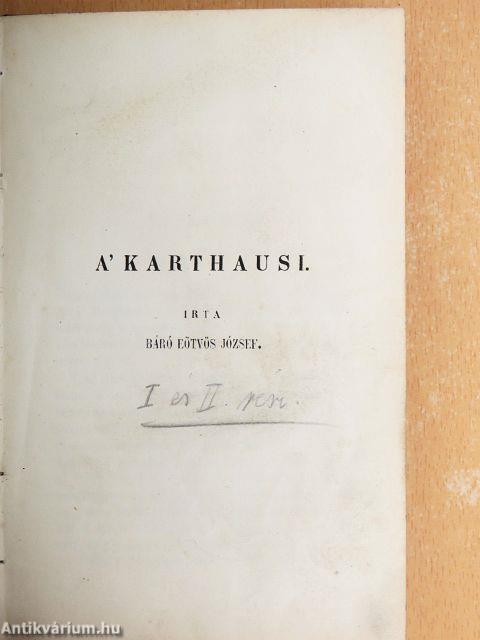 A' KARTHAUSI.
IRTA
BÁRÓ EÖTVÖS JÓZSEF.
I és II. rész.
Antikvárium.hu